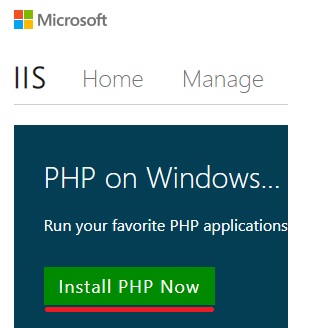 Microsoft
IIS Home Manage
PHP on Windows...
Run your favorite PHP applications
Install PHP Now